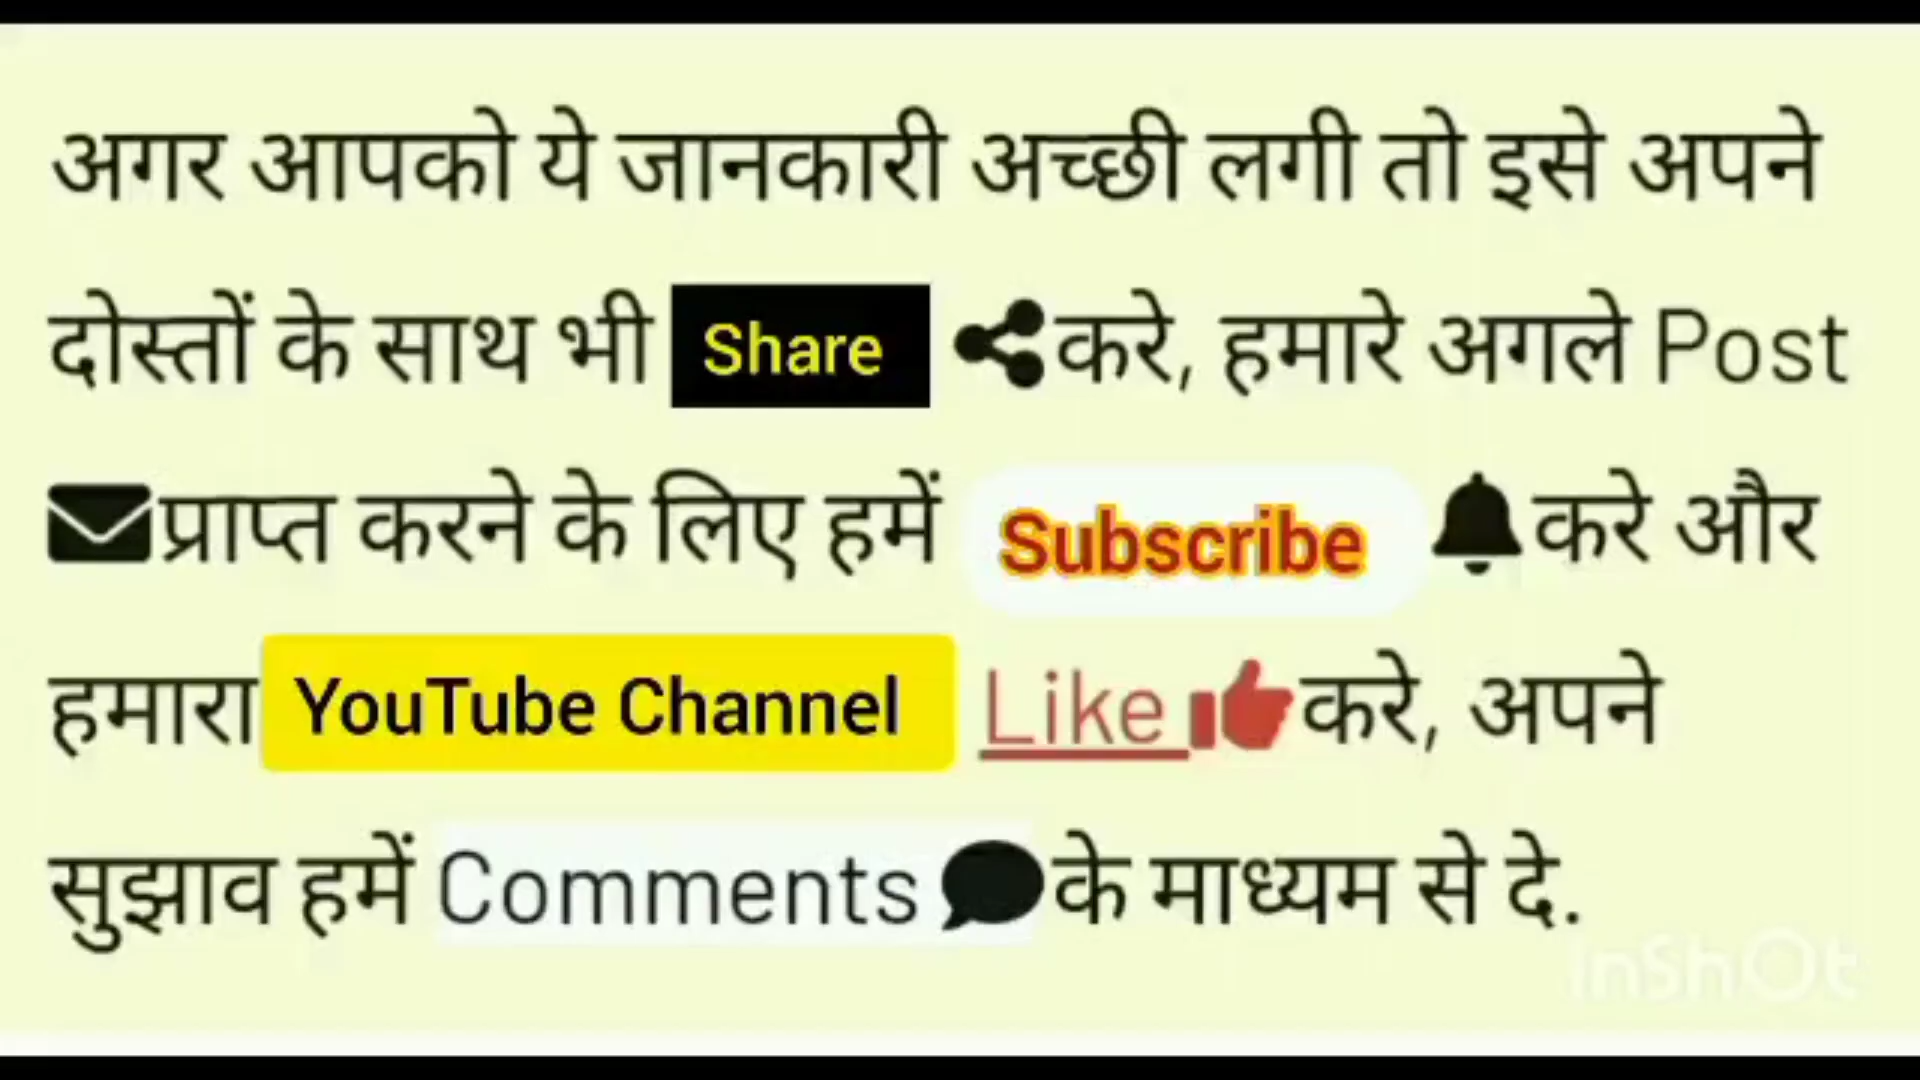 अगर आपको ये जानकारी अच्छी लगी तो इसे अपने
दोस्तों के साथ भी Share करे, हमारे अगले Post
प्राप्त करने के लिए हमें Subscribe करे और
हमारा YouTube Channel Like करे, अपने
सुझाव हमें Comments के माध्यम से दे.
InShOt